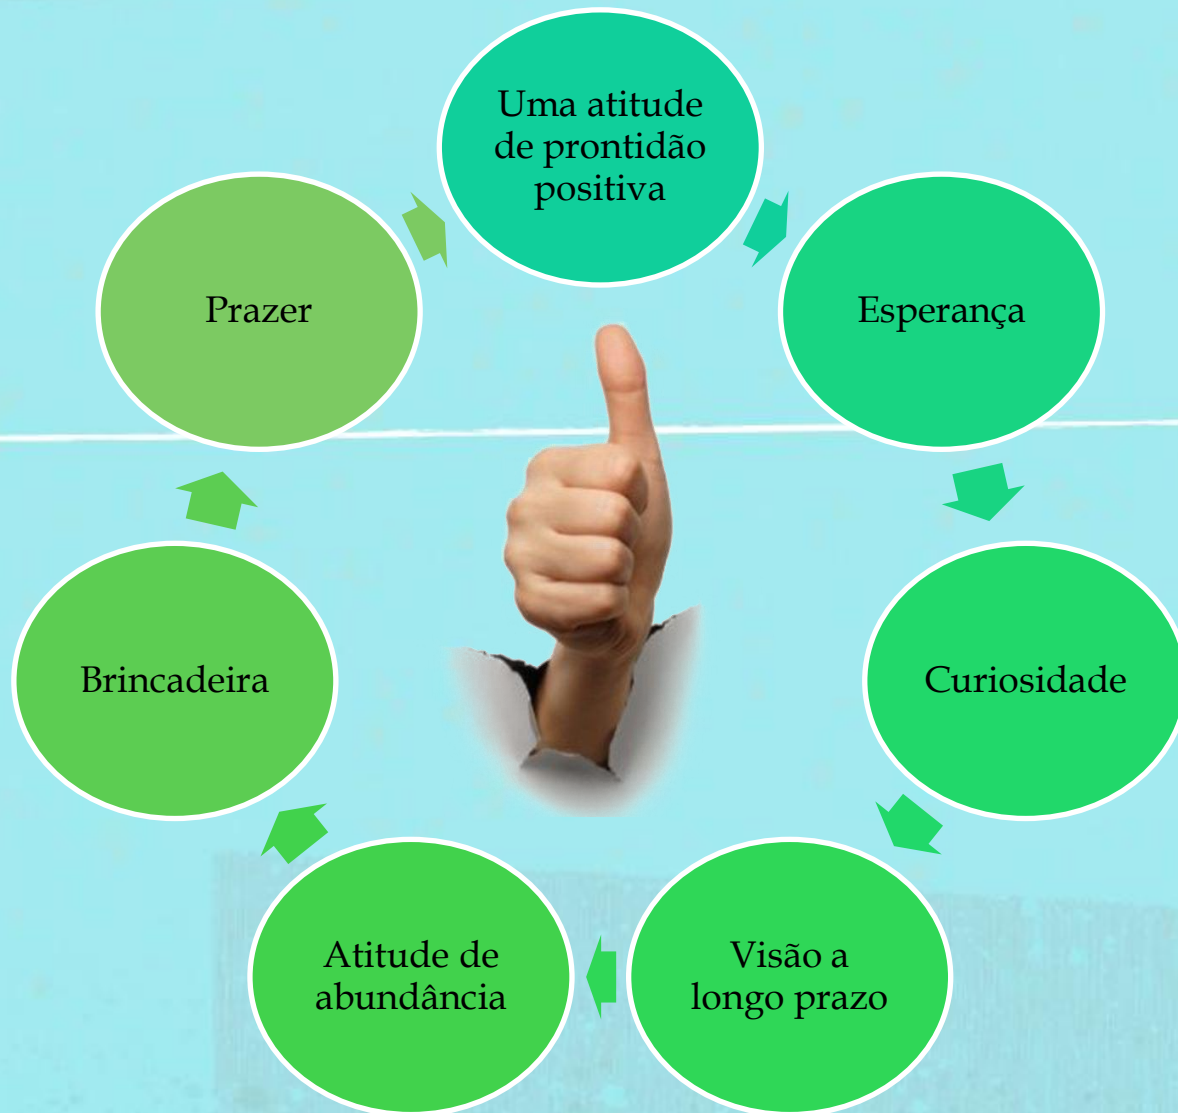 Uma atitude
de prontidão
positiva
Esperança
Curiosidade
Visão a
longo prazo
Atitude de
abundância
Brincadeira
Prazer